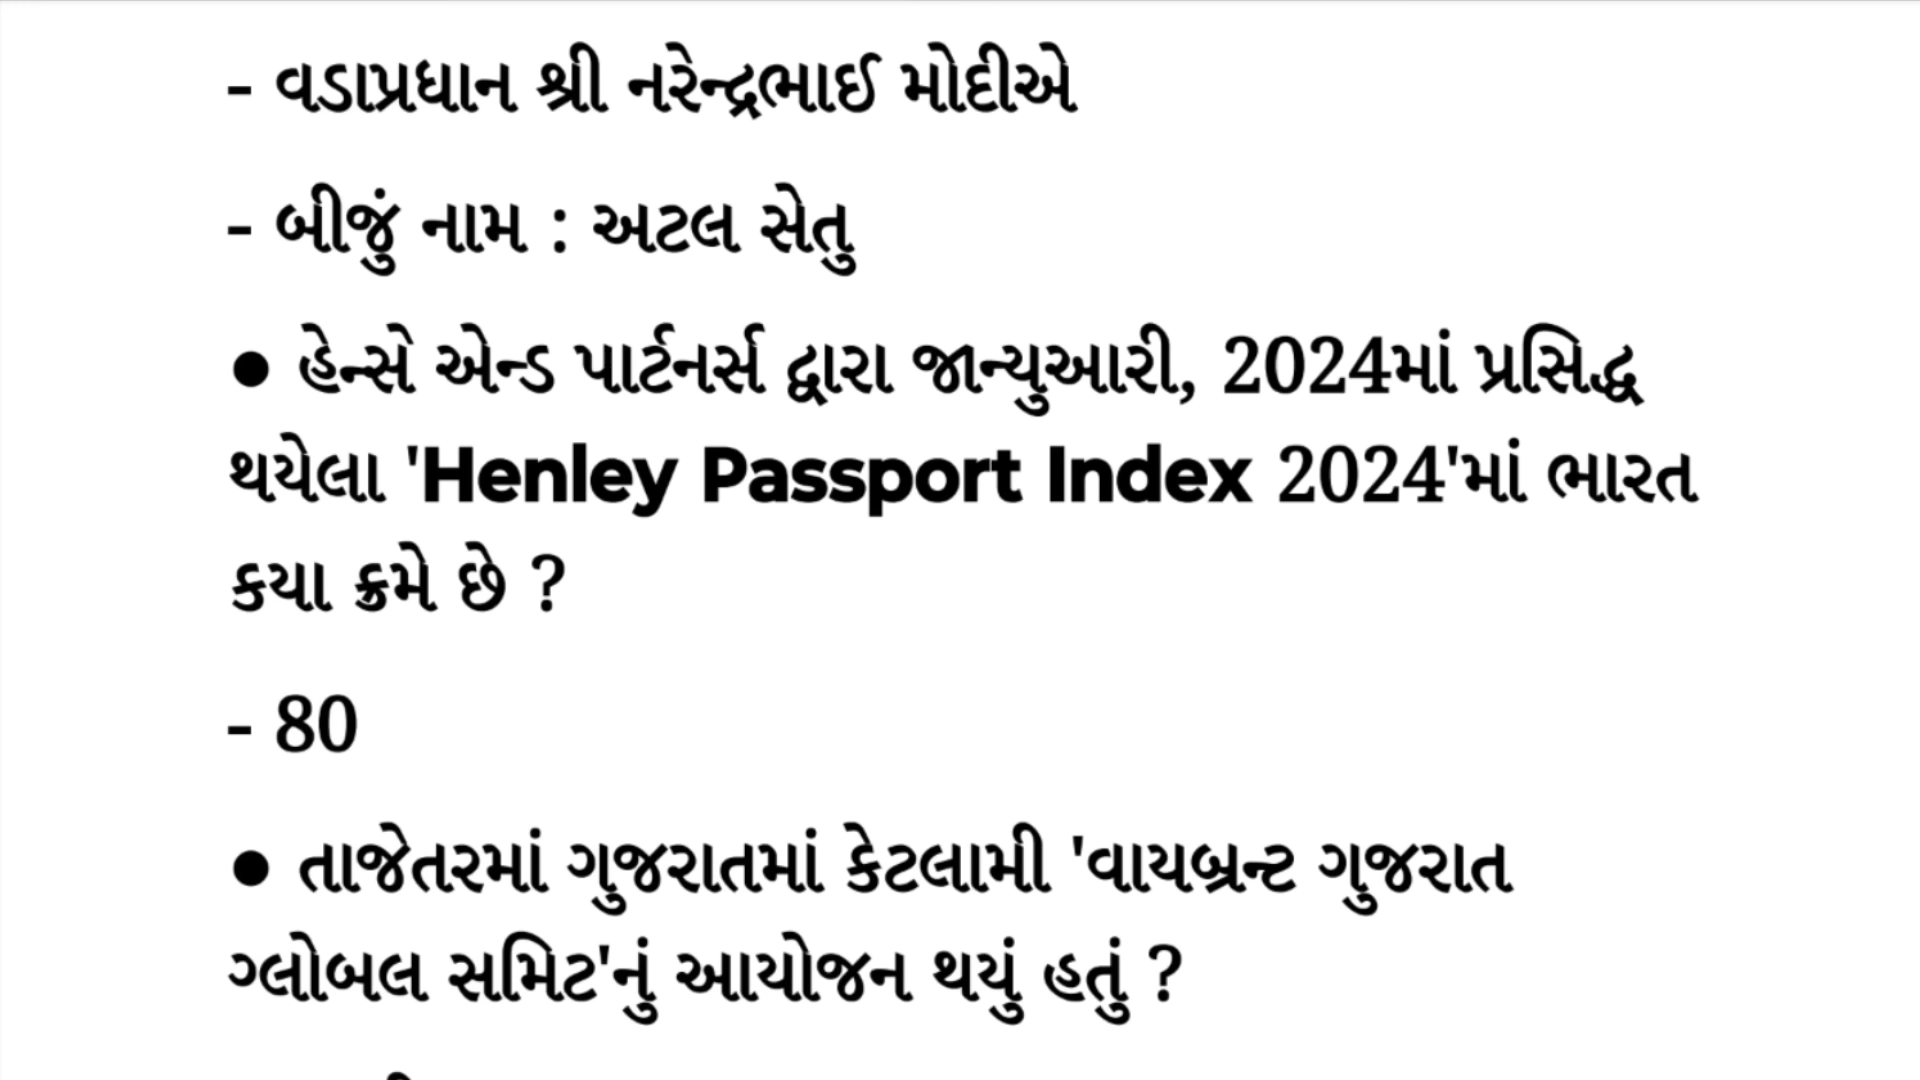 - વડાપ્રધાન શ્રી નરેન્દ્રભાઈ મોદીએ
- બીજું નામ : અટલ સેતુ
● હેન્સે એન્ડ પાર્ટનર્સ દ્વારા જાન્યુઆરી, 2024માં પ્રસિદ્ધ
થયેલા 'Henley Passport Index 2024'માં ભારત
કયા ક્રમે છે ?
- 80
● તાજેતરમાં ગુજરાતમાં કેટલામી 'વાયબ્રન્ટ ગુજરાત
ગ્લોબલ સમિટ'નું આયોજન થયું હતું ?